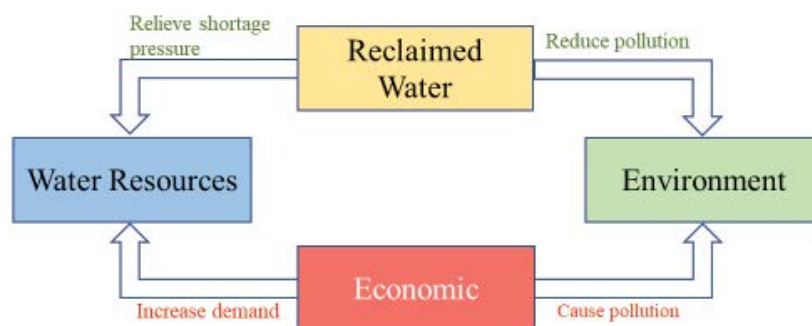 Relieve shortage
pressure
Reclaimed
Water
Reduce pollution
Water Resources
Environment
Economic
Increase demand
Cause pollution